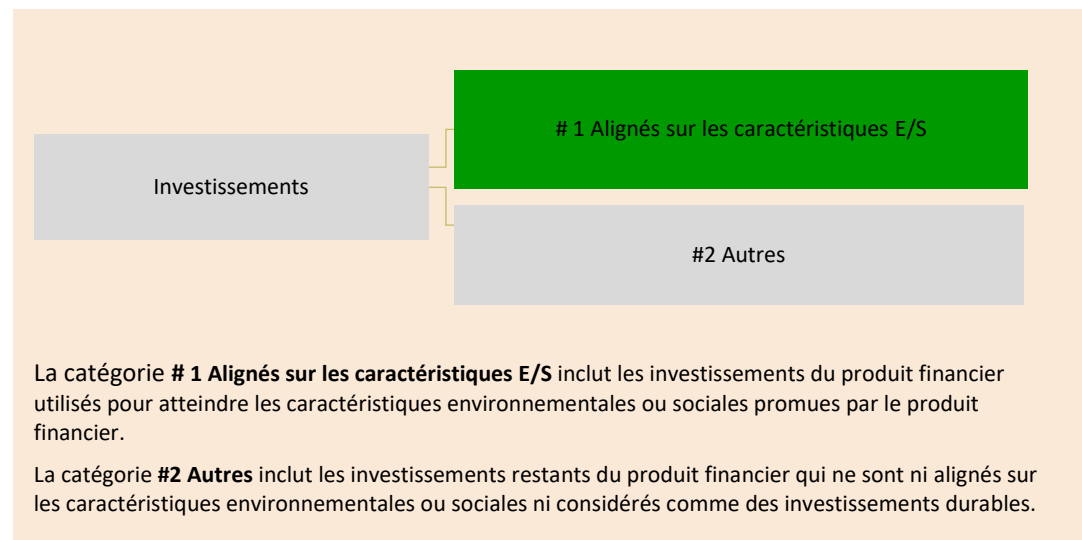 # 1 Alignés sur les caractéristiques E/S
Investissements
#2 Autres
La catégorie # 1 Alignés sur les caractéristiques E/S inclut les investissements du produit financier
utilisés pour atteindre les caractéristiques environnementales ou sociales promues par le produit
financier.
La catégorie #2 Autres inclut les investissements restants du produit financier qui ne sont ni alignés sur
les caractéristiques environnementales ou sociales ni considérés comme des investissements durables.